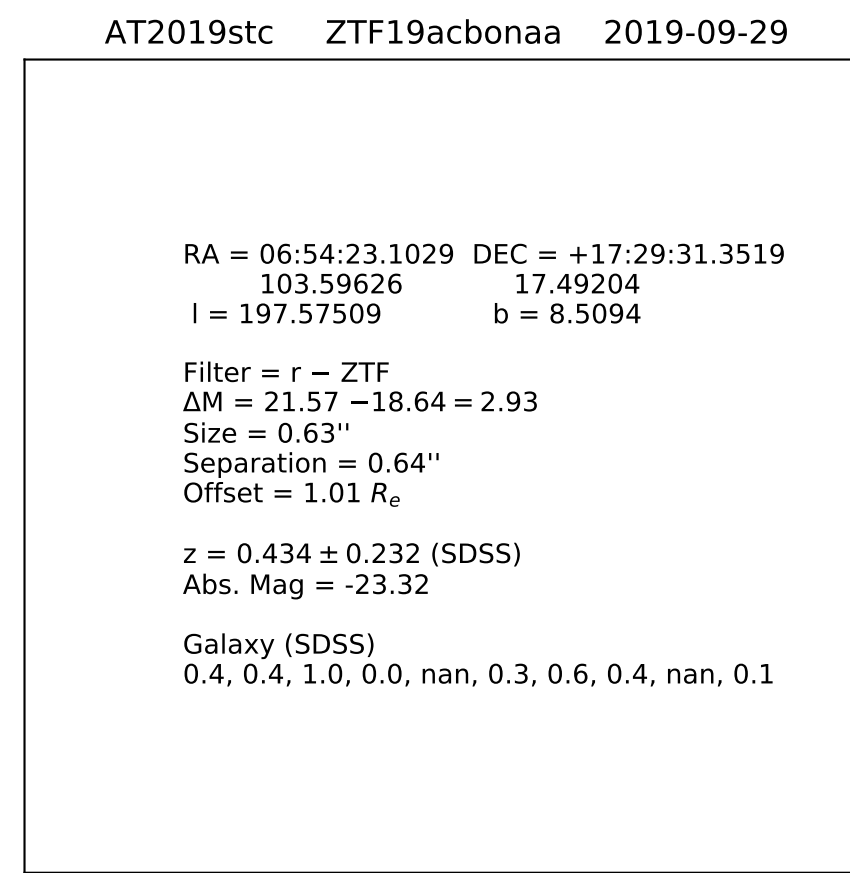 AT2019stc ZTF19acbonaa 2019-09-29
RA = 06:54:23.1029 DEC = +17:29:31.3519
103.59626 17.49204
l = 197.57509 b = 8.5094
Filter = r − ZTF
ΔM = 21.57 −18.64 = 2.93
Size = 0.63''
Separation = 0.64''
Offset = 1.01 Rₑ
z = 0.434 ± 0.232 (SDSS)
Abs. Mag = -23.32
Galaxy (SDSS)
0.4, 0.4, 1.0, 0.0, nan, 0.3, 0.6, 0.4, nan, 0.1